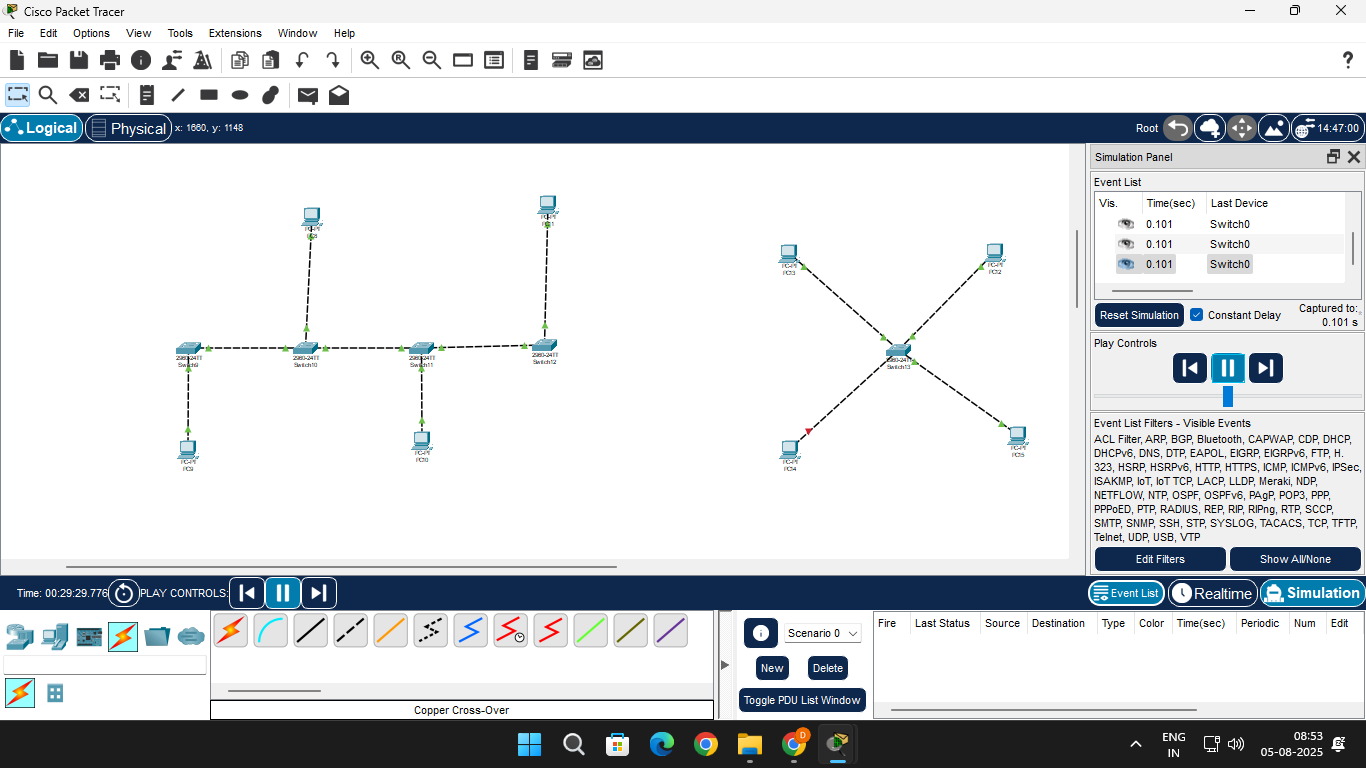 Cisco Packet Tracer
File Edit Options View Tools Extensions Window Help
Logical Physical x: 1660, y: 1148
Root 14:47:00
Simulation Panel
Event List
Vis. Time(sec) Last Device
0.101 Switch0
0.101 Switch0
0.101 Switch0
Reset Simulation Constant Delay Captured to:
0.101 s
Play Controls
Event List Filters - Visible Events
ACL Filter, ARP, BGP, Bluetooth, CAPWAP, CDP, DHCP,
DHCPv6, DNS, DTP, EAPOL, EIGRP, EIGRPv6, FTP, H.
323, HSRP, HSRPv6, HTTP, HTTPS, ICMP, ICMPv6, IPSec,
ISAKMP, IoT, IoT TCP, LACP, LLDP, Meraki, NDP,
NETFLOW, NTP, OSPF, OSPFv6, PAgP, POP3, PPP,
PPPoED, PTP, RADIUS, REP, RIP, RIPng, RTP, SCCP,
SMTP, SNMP, SSH, STP, SYSLOG, TACACS, TCP, TFTP,
Telnet, UDP, USB, VTP
Edit Filters Show All/None
PC-PT
PC-PT
PC-PT
PC13
PC-PT
PC12
2960-24TT
Switch9
2960-24TT
Switch10
2960-24TT
Switch11
2960-24TT
Switch12
2960-24TT
Switch13
PC-PT
PC9
PC-PT
PC10
PC-PT
PC14
PC-PT
PC15
Time: 00:29:29.776 PLAY CONTROLS:
Event List Realtime Simulation
Copper Cross-Over
Scenario 0
New Delete
Toggle PDU List Window
Fire Last Status Source Destination Type Color Time(sec) Periodic Num Edit
D
ENG
IN
08:53
05-08-2025